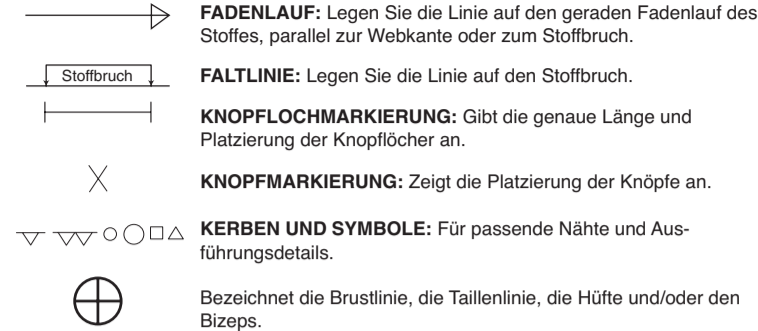 FADENLAUF: Legen Sie die Linie auf den geraden Fadenlauf des
Stoffes, parallel zur Webkante oder zum Stoffbruch.
Stoffbruch
FALTLINIE: Legen Sie die Linie auf den Stoffbruch.
KNOPFLOCHMARKIERUNG: Gibt die genaue Länge und
Platzierung der Knopflöcher an.
KNOPFMARKIERUNG: Zeigt die Platzierung der Knöpfe an.
KERBEN UND SYMBOLE: Für passende Nähte und Aus-
führungsdetails.
Bezeichnet die Brustlinie, die Taillenlinie, die Hüfte und/oder den
Bizeps.